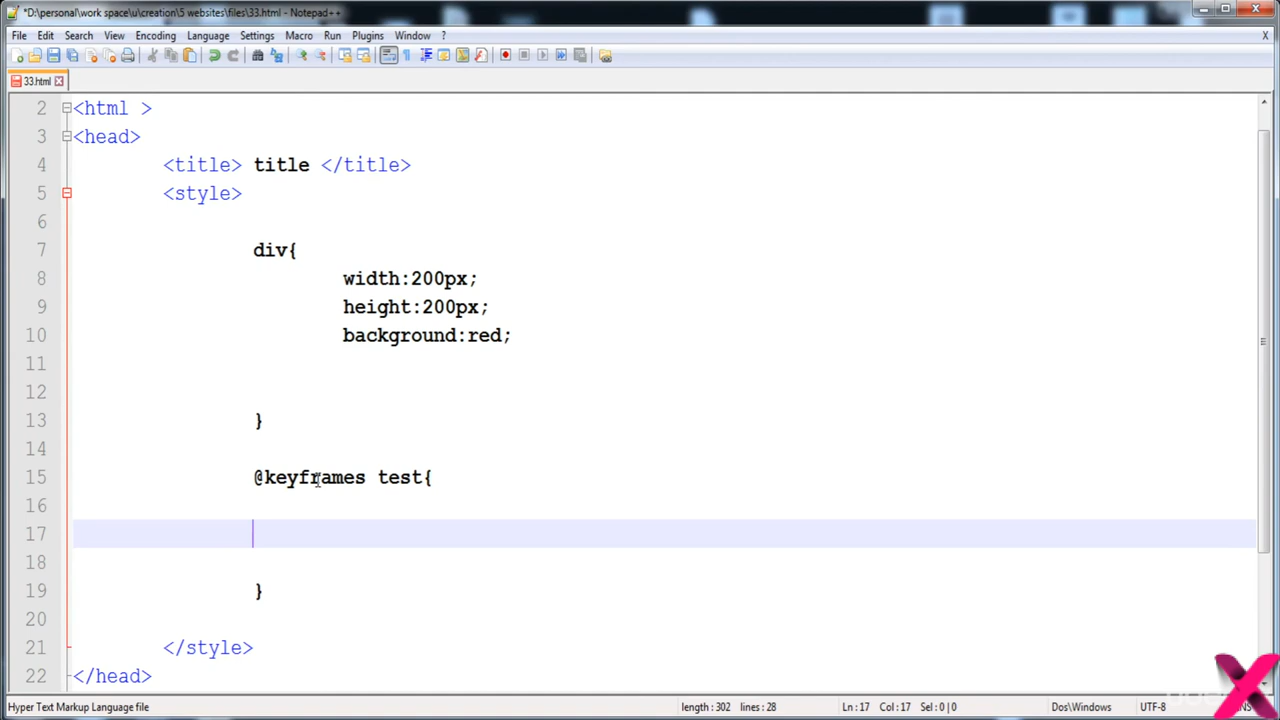 *D:\personal\work space\u\creation\5 websites\files\33.html - Notepad++
File Edit Search View Encoding Language Settings Macro Run Plugins Window ? X
33.html
2 <html >
3 <head>
4 <title> title </title>
5 <style>
6
7 div{
8 width:200px;
9 height:200px;
10 background:red;
11
12
13 }
14
15 @keyframes test{
16
17
18
19 }
20
21 </style>
22 </head>
Hyper Text Markup Language file length : 302 lines : 28 Ln : 17 Col : 17 Sel : 0 | 0 Dos\Windows UTF-8